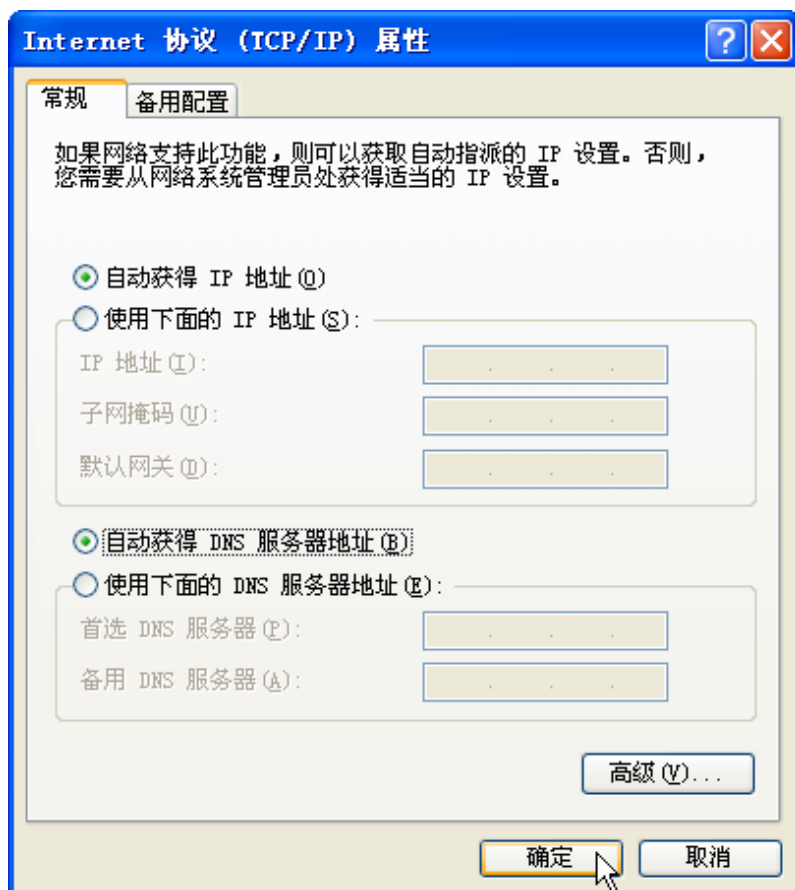 Internet 协议 (TCP/IP) 属性
常规
备用配置
如果网络支持此功能，则可以获取自动指派的 IP 设置。否则，
您需要从网络系统管理员处获得适当的 IP 设置。
自动获得 IP 地址(O)
使用下面的 IP 地址(S):
IP 地址(I):
子网掩码(U):
默认网关(D):
自动获得 DNS 服务器地址(B)
使用下面的 DNS 服务器地址(E):
首选 DNS 服务器(P):
备用 DNS 服务器(A):
高级(V)...
确定
取消